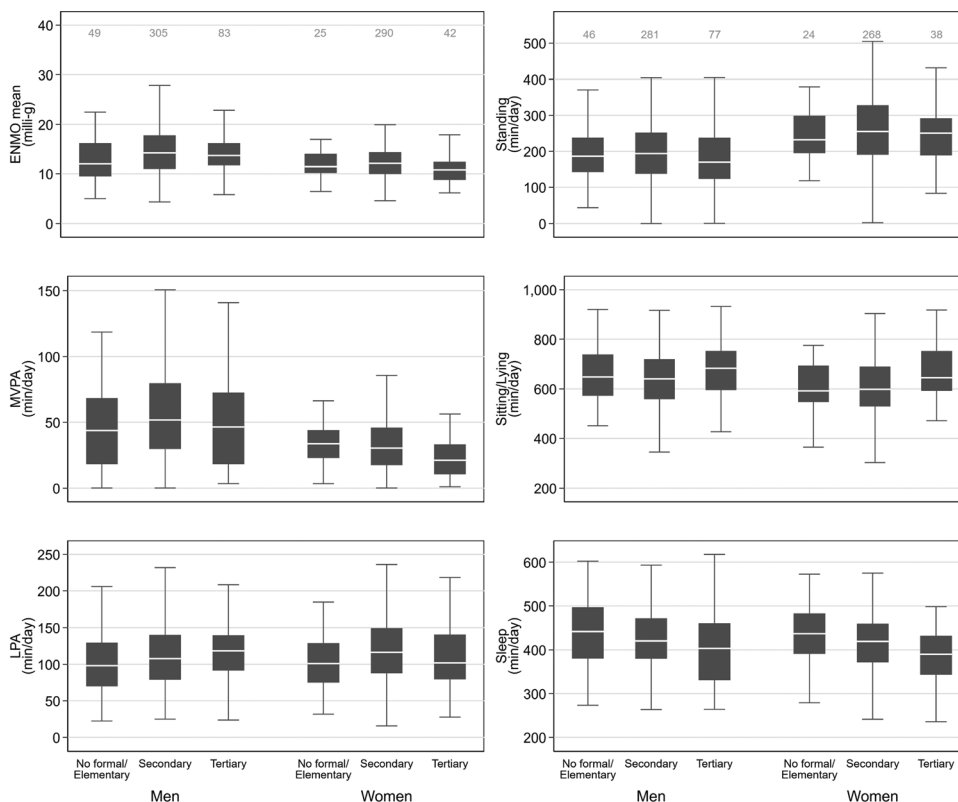 49 305 83 25 290 42
40
30
20
10
0
ENMO mean
(milli-g)
46 281 77 24 268 38
500
400
300
200
100
0
Standing
(min/day)
150
100
50
0
MVPA
(min/day)
1,000
800
600
400
200
Sitting/Lying
(min/day)
250
200
150
100
50
0
LPA
(min/day)
No formal/
Elementary
Secondary
Tertiary
No formal/
Elementary
Secondary
Tertiary
Men
Women
600
500
400
300
200
Sleep
(min/day)
No formal/
Elementary
Secondary
Tertiary
No formal/
Elementary
Secondary
Tertiary
Men
Women